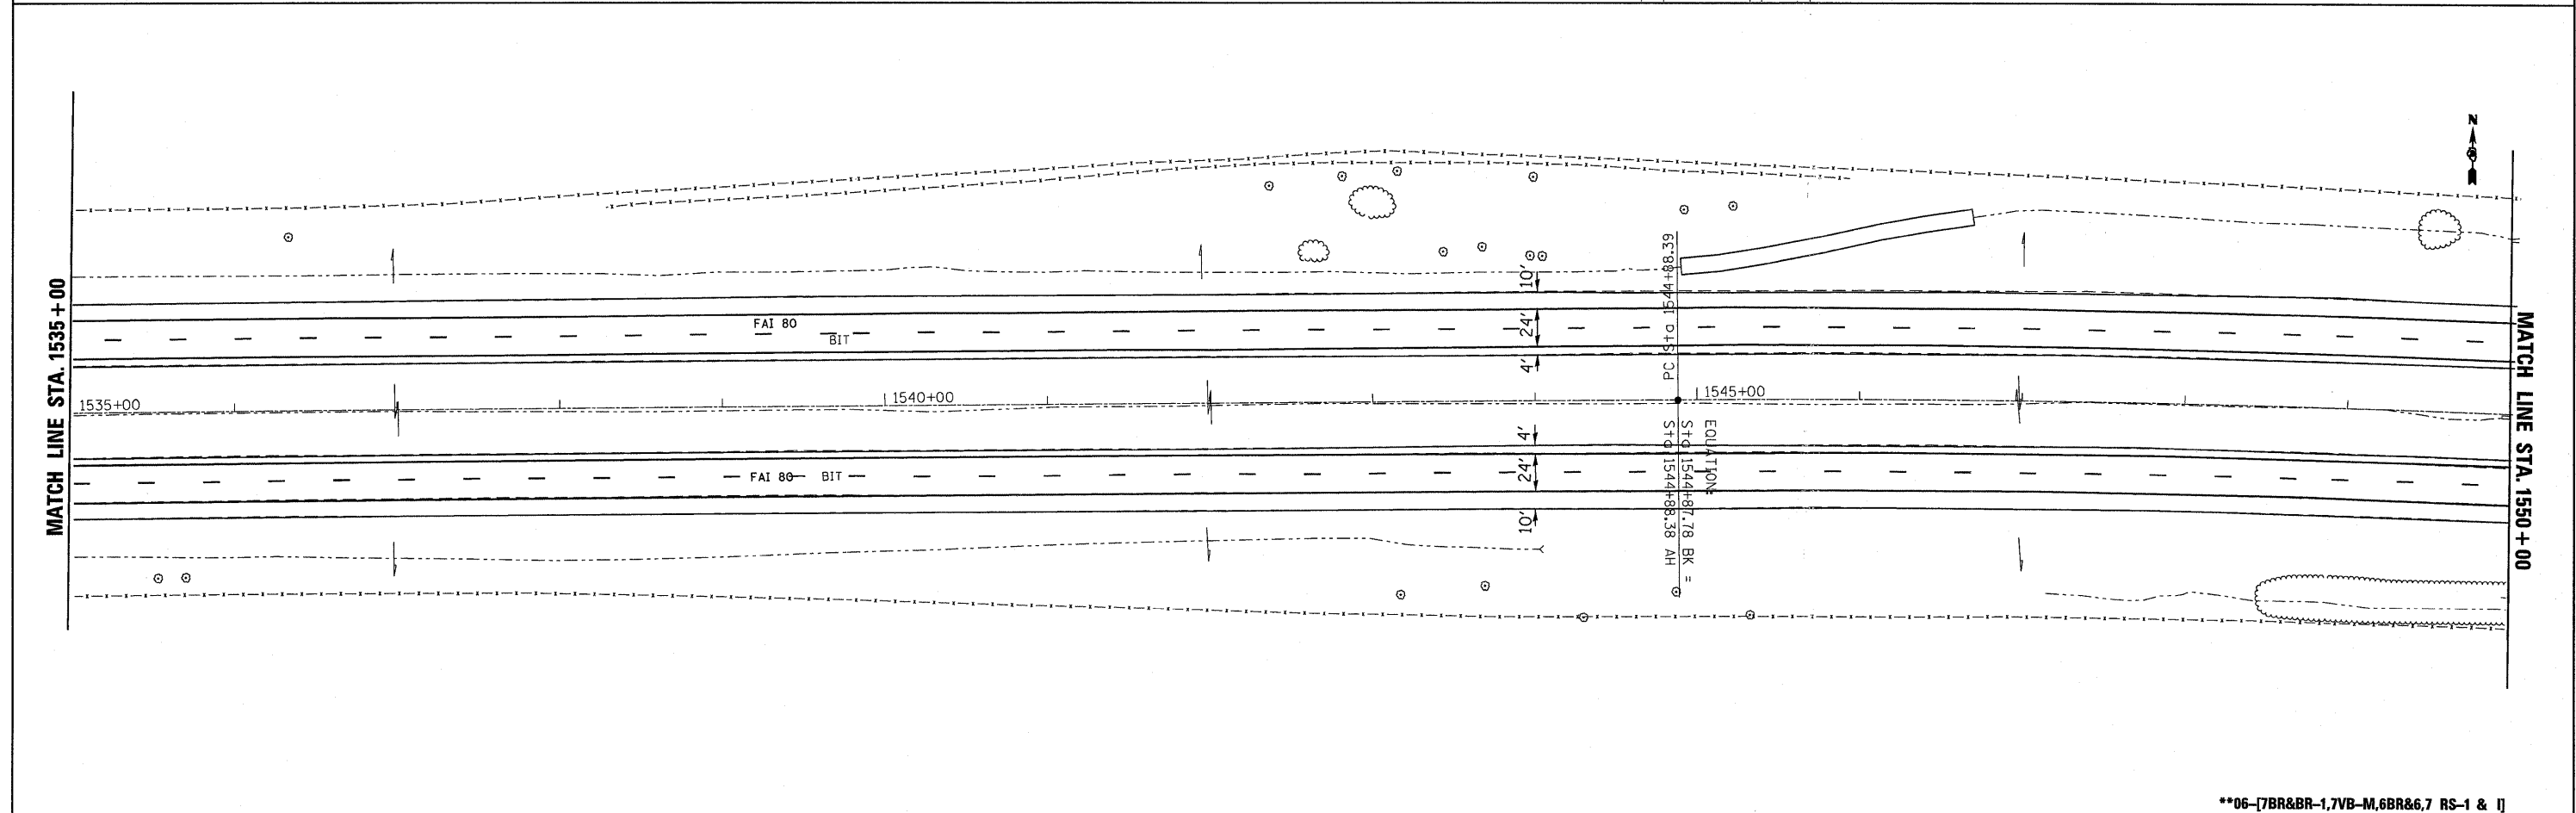 N
MATCH LINE STA. 1535+00
MATCH LINE STA. 1550+00
PC Sta 1544+88.39
10'
24'
4'
FAI 80
BIT
1535+00
1540+00
1545+00
4'
24'
10'
FAI 80
BIT
EQUATION:
Sta 1544+87.78 BK =
Sta 1544+88.38 AH
**06-[7BR&BR-1,7VB-M,6BR&6,7 RS-1 & I]